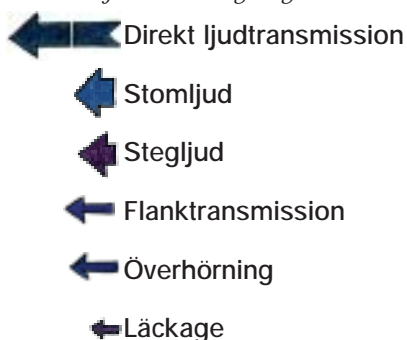 Direkt ljudtransmission
Stomljud
Stegljud
Flanktransmission
Överhörning
Läckage